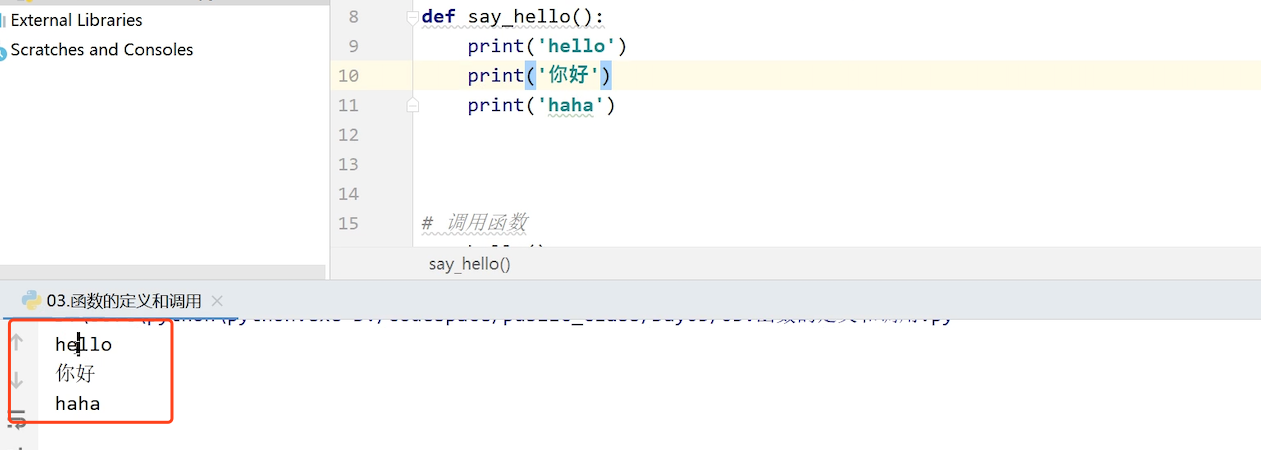 External Libraries
Scratches and Consoles
8 def say_hello():
9 print('hello')
10 print('你好')
11 print('haha')
12
13
14
15 # 调用函数
say_hello()
03.函数的定义和调用
hello
你好
haha